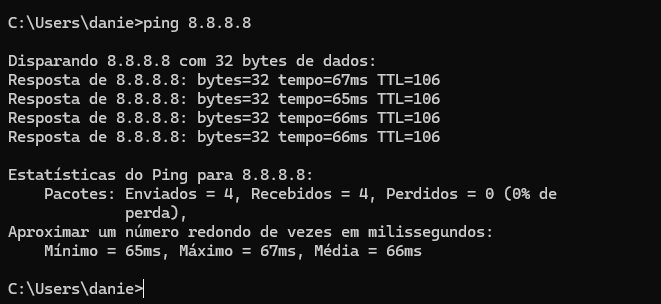 C:\Users\danie>ping 8.8.8.8
Disparando 8.8.8.8 com 32 bytes de dados:
Resposta de 8.8.8.8: bytes=32 tempo=67ms TTL=106
Resposta de 8.8.8.8: bytes=32 tempo=65ms TTL=106
Resposta de 8.8.8.8: bytes=32 tempo=66ms TTL=106
Resposta de 8.8.8.8: bytes=32 tempo=66ms TTL=106
Estatísticas do Ping para 8.8.8.8:
Pacotes: Enviados = 4, Recebidos = 4, Perdidos = 0 (0% de
perda),
Aproximar um número redondo de vezes em milissegundos:
Mínimo = 65ms, Máximo = 67ms, Média = 66ms
C:\Users\danie>